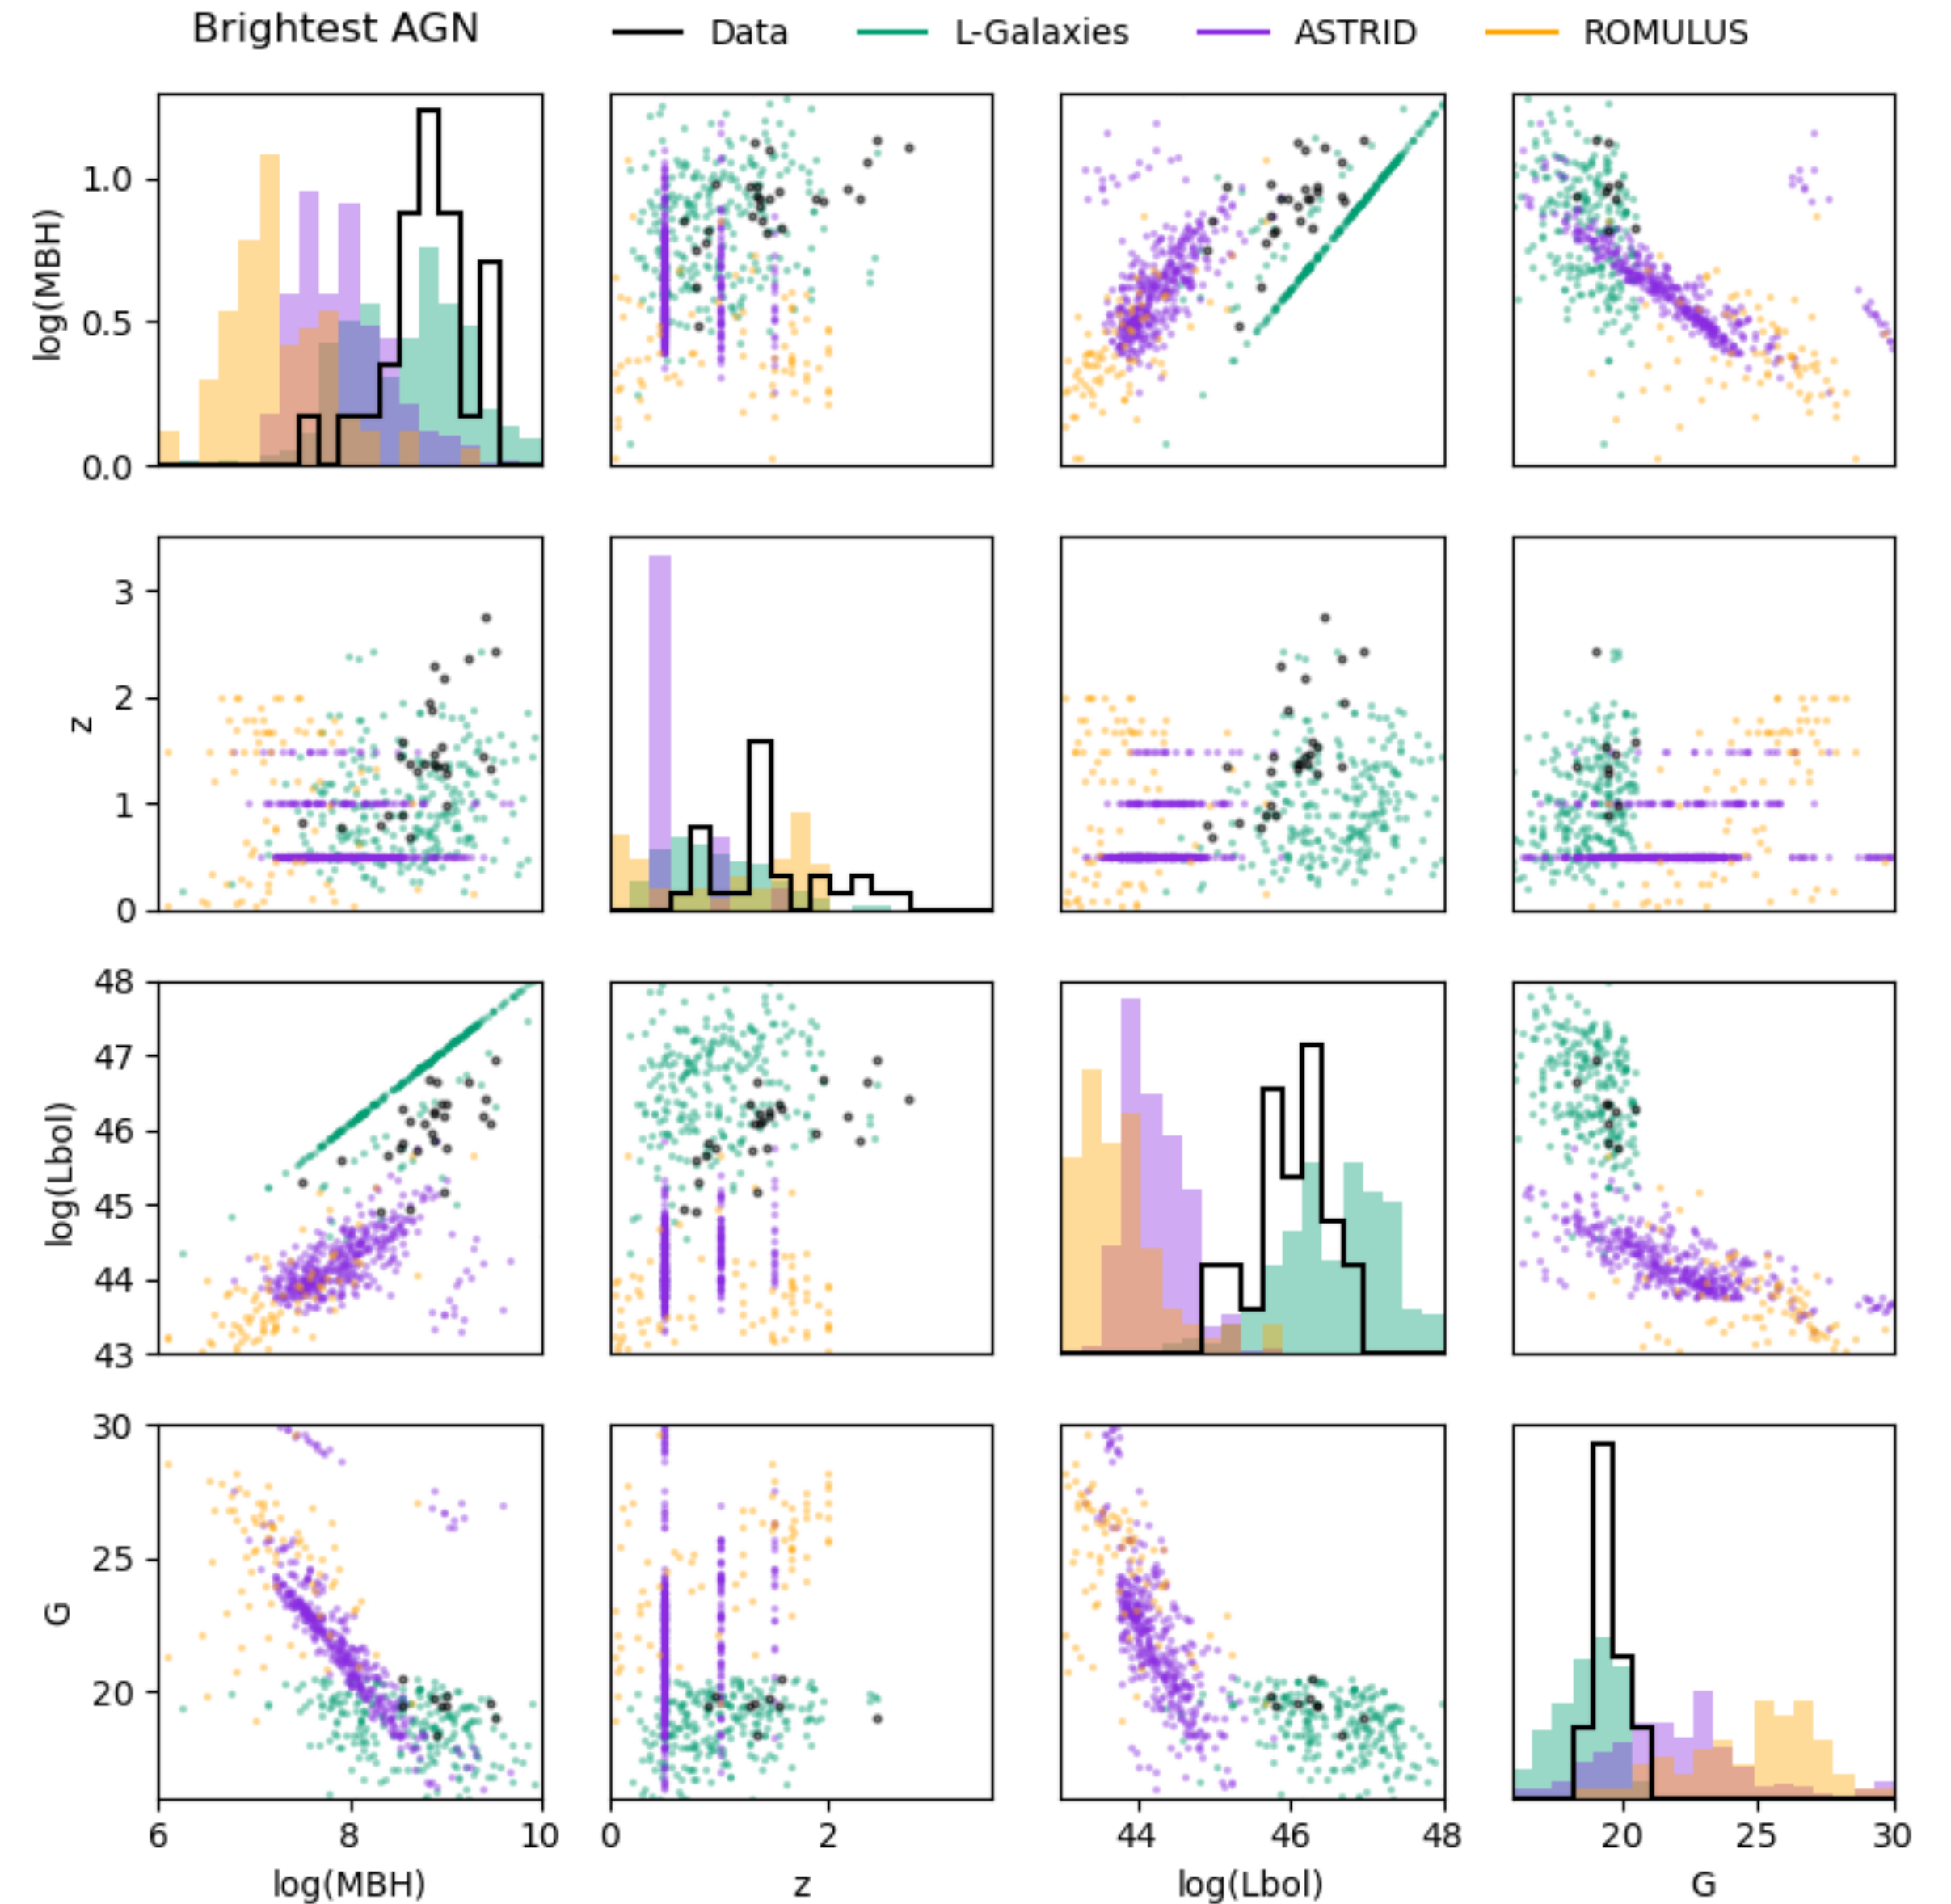 Brightest AGN
Data L-Galaxies ASTRID ROMULUS
1.0
log(MBH)
0.5
0.0
3
z
2
1
0
48
47
log(Lbol)
46
45
44
43
30
25
G
20
6 8 10 0 2 44 46 48 20 25 30
log(MBH) z log(Lbol) G